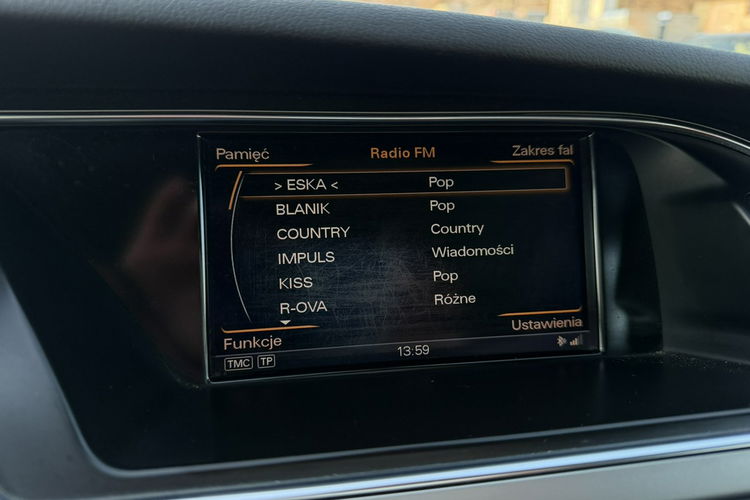 Pamięć Radio FM Zakres fal
> ESKA < Pop
BLANIK Pop
COUNTRY Country
IMPULS Wiadomości
KISS Pop
R-OVA Różne
Funkcje Ustawienia
TMC TP 13:59